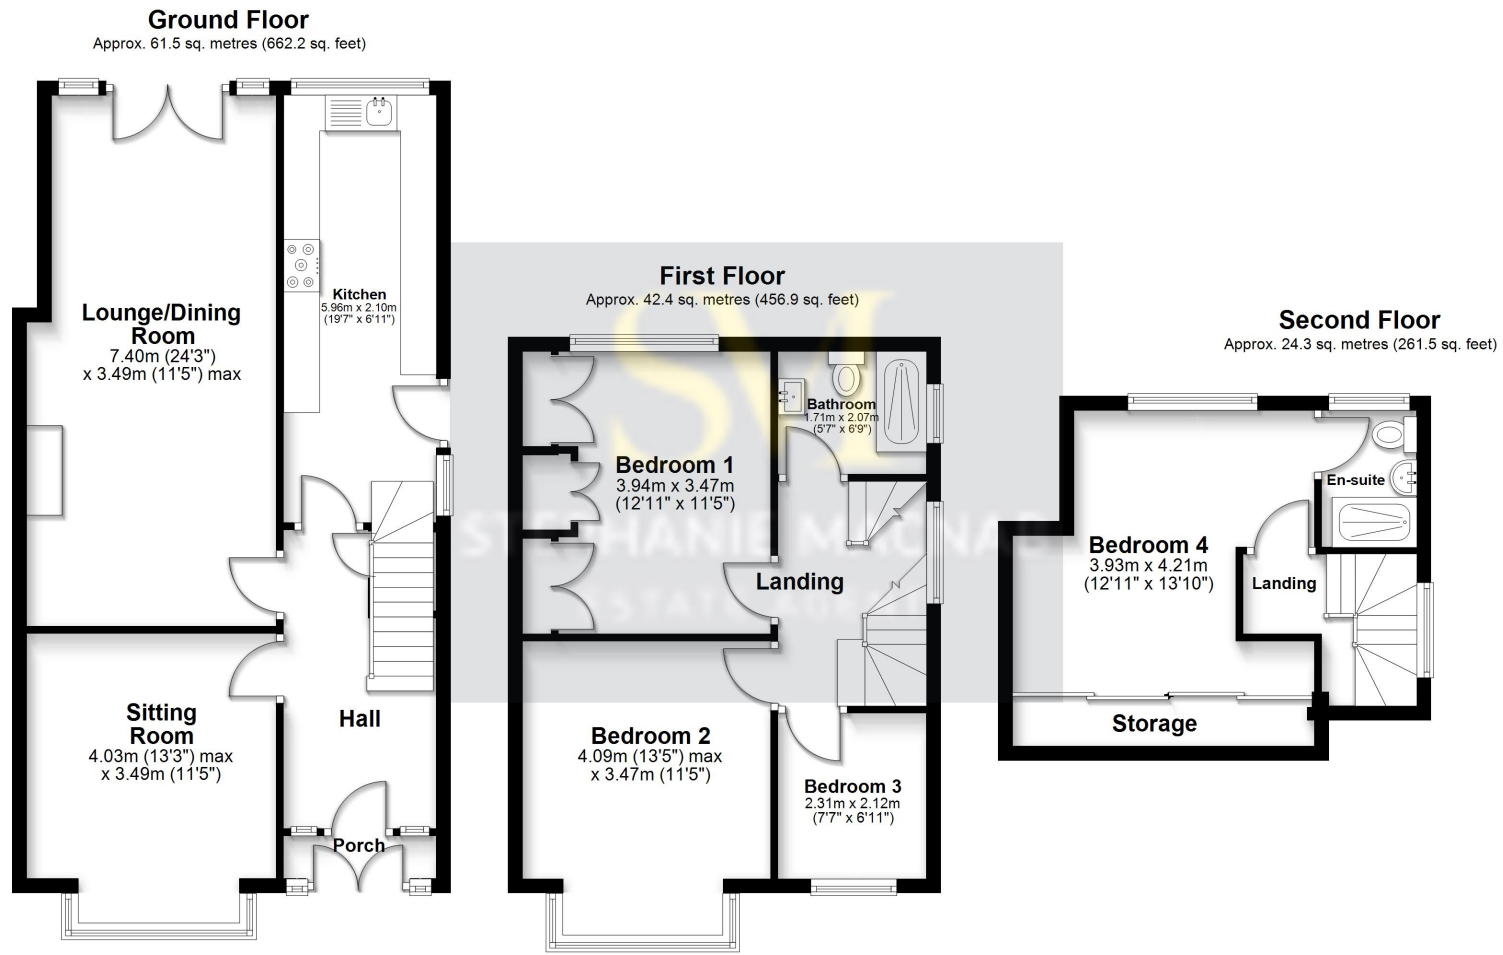 Ground Floor
Approx. 61.5 sq. metres (662.2 sq. feet)
Lounge/Dining
Room
7.40m (24'3")
x 3.49m (11'5") max
Kitchen
5.96m x 2.10m
(19'7" x 6'11")
Sitting
Room
4.03m (13'3") max
x 3.49m (11'5")
Hall
Porch
First Floor
Approx. 42.4 sq. metres (456.9 sq. feet)
SM
Bathroom
1.71m x 2.07m
(5'7" x 6'9")
Bedroom 1
3.94m x 3.47m
(12'11" x 11'5")
STEPHANIE MACNAB
Landing
ESTATE AGENTS
Bedroom 2
4.09m (13'5") max
x 3.47m (11'5")
Bedroom 3
2.31m x 2.12m
(7'7" x 6'11")
Second Floor
Approx. 24.3 sq. metres (261.5 sq. feet)
En-suite
Bedroom 4
3.93m x 4.21m
(12'11" x 13'10")
Landing
Storage